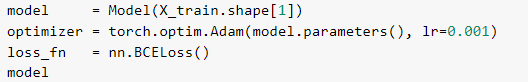 model     = Model(X_train.shape[1])
optimizer = torch.optim.Adam(model.parameters(), lr=0.001)
loss_fn   = nn.BCELoss()
model